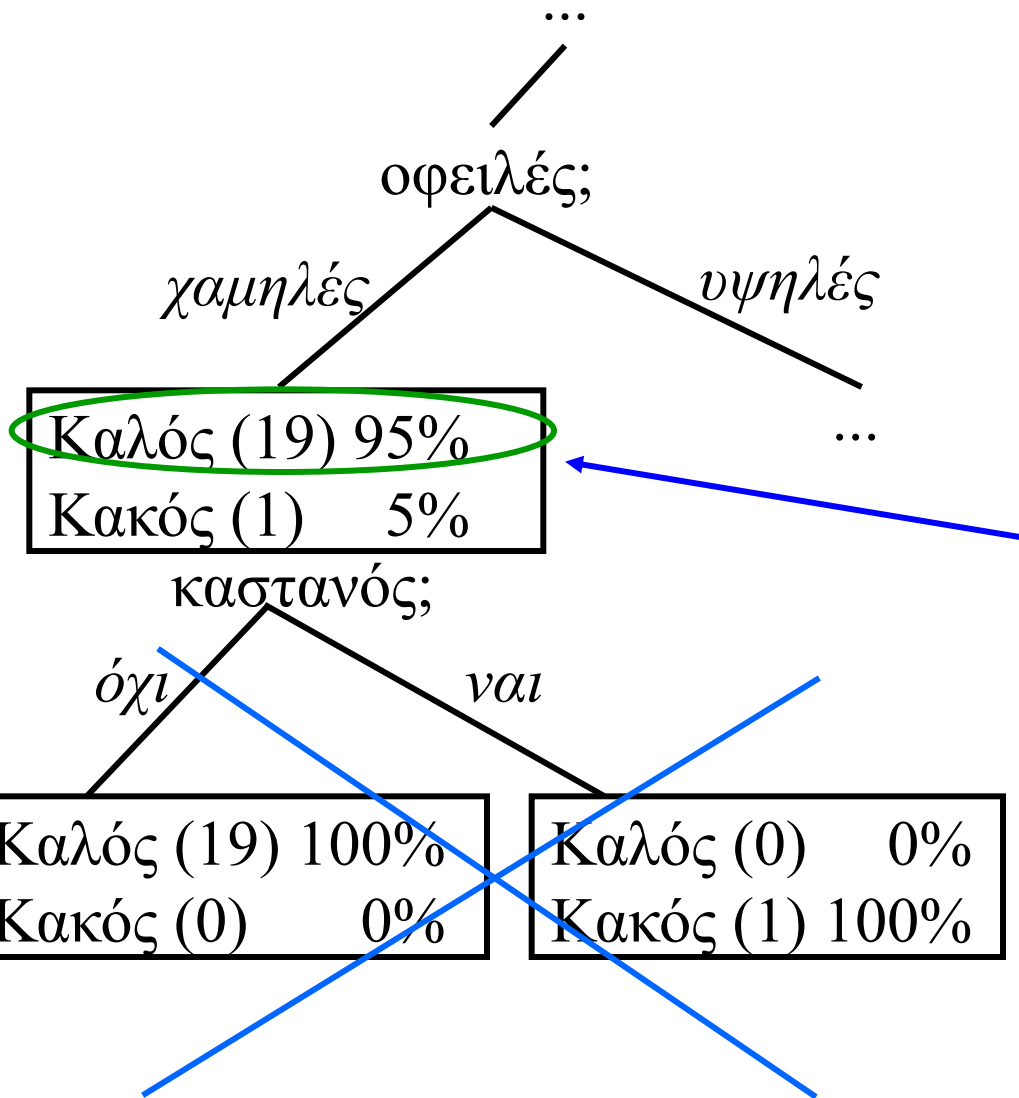 ...
οφειλές;
χαμηλές
υψηλές
Καλός (19) 95%
Κακός (1) 5%
...
καστανός;
όχι
ναι
Καλός (19) 100%
Κακός (0) 0%
Καλός (0) 0%
Κακός (1) 100%